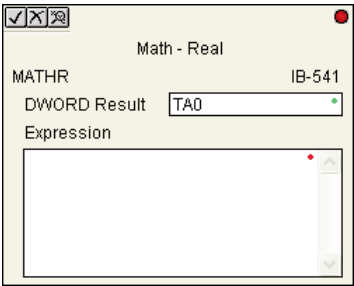 Math - Real
MATHR IB-541
DWORD Result TA0
Expression